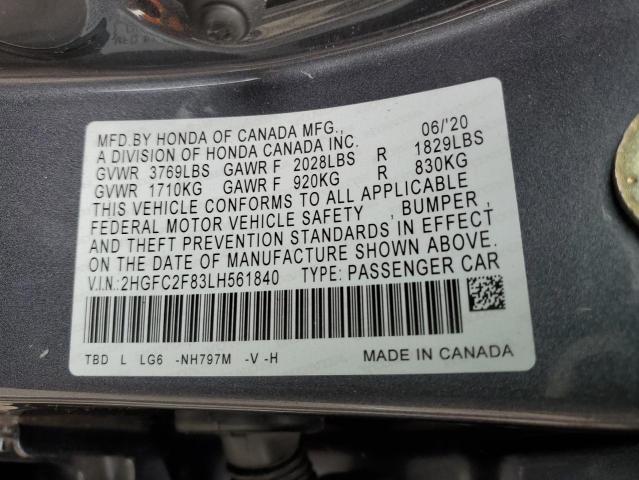 MFD.BY HONDA OF CANADA MFG., 06/'20
A DIVISION OF HONDA CANADA INC.
GVWR 3769LBS GAWR F 2028LBS R 1829LBS
GVWR 1710KG GAWR F 920KG R 830KG
THIS VEHICLE CONFORMS TO ALL APPLICABLE
FEDERAL MOTOR VEHICLE SAFETY , BUMPER ,
AND THEFT PREVENTION STANDARDS IN EFFECT
ON THE DATE OF MANUFACTURE SHOWN ABOVE.
V.I.N.:2HGFC2F83LH561840 TYPE: PASSENGER CAR
TBD L LG6 -NH797M -V -H MADE IN CANADA